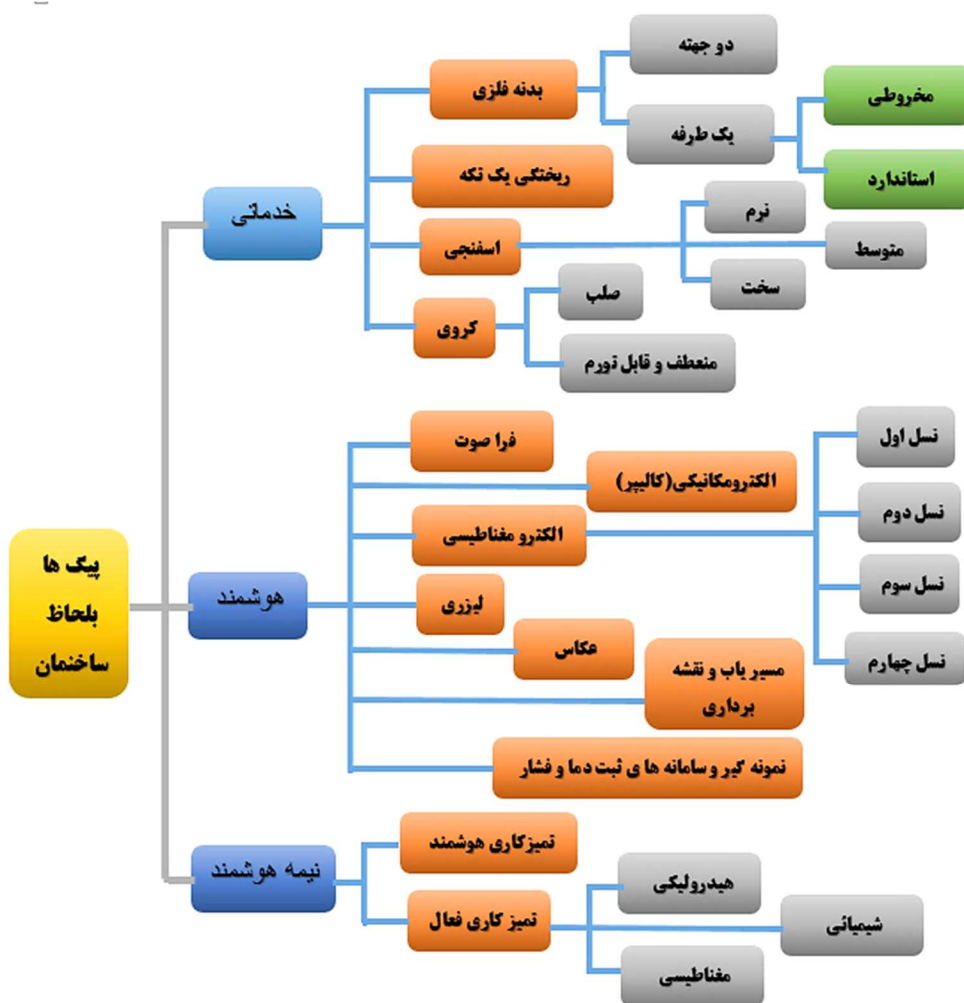 پیگ ها
بلحاظ
ساختمان
خدماتی
بدنه فلزی
دو جهته
یک طرفه
مخروطی
استاندارد
ریختگی یک تکه
اسفنجی
نرم
متوسط
سخت
کروی
صلب
منعطف و قابل تورم
هوشمند
فرا صوت
الکترومکانیکی(کالیپر)
الکترو مغناطیسی
نسل اول
نسل دوم
نسل سوم
نسل چهارم
لیزری
عکاس
مسیر یاب و نقشه
برداری
نمونه گیر و سامانه ها ی ثبت دما و فشار
نیمه هوشمند
تمیزکاری هوشمند
تمیز کاری فعال
هیدرولیکی
شیمیائی
مغناطیسی